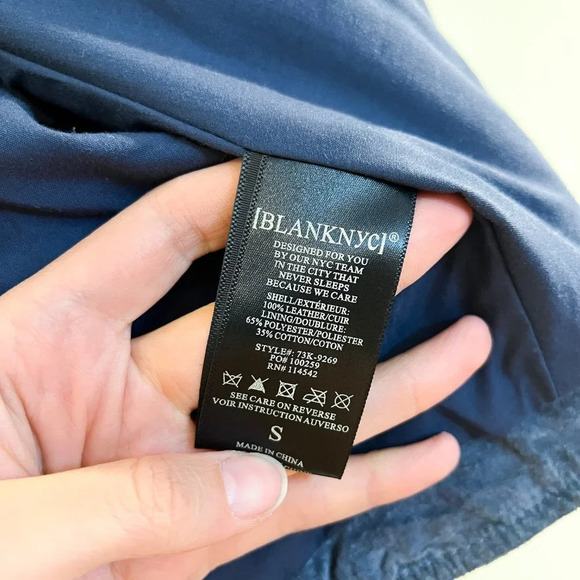 [BLANKNYC]®
DESIGNED FOR YOU
BY OUR NYC TEAM
IN THE CITY THAT
NEVER SLEEPS
BECAUSE WE CARE
SHELL/EXTÉRIEUR:
100% LEATHER/CUIR
LINING/DOUBLURE:
65% POLYESTER/POLIESTER
35% COTTON/COTON
STYLE#: 73K-9269
PO# 100259
RN# 114542
SEE CARE ON REVERSE
VOIR INSTRUCTION AUVERSO
S
MADE IN CHINA